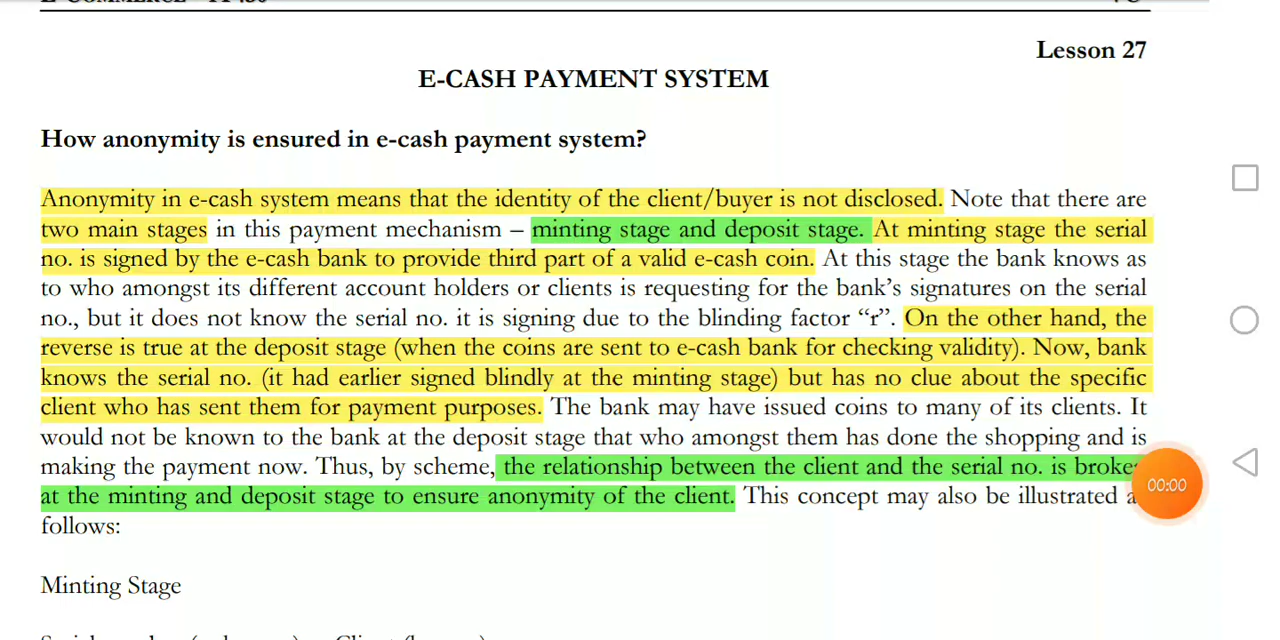 Lesson 27
E-CASH PAYMENT SYSTEM
How anonymity is ensured in e-cash payment system?
Anonymity in e-cash system means that the identity of the client/buyer is not disclosed. Note that there are
two main stages in this payment mechanism – minting stage and deposit stage. At minting stage the serial
no. is signed by the e-cash bank to provide third part of a valid e-cash coin. At this stage the bank knows as
to who amongst its different account holders or clients is requesting for the bank's signatures on the serial
no., but it does not know the serial no. it is signing due to the blinding factor “r”. On the other hand, the
reverse is true at the deposit stage (when the coins are sent to e-cash bank for checking validity). Now, bank
knows the serial no. (it had earlier signed blindly at the minting stage) but has no clue about the specific
client who has sent them for payment purposes. The bank may have issued coins to many of its clients. It
would not be known to the bank at the deposit stage that who amongst them has done the shopping and is
making the payment now. Thus, by scheme, the relationship between the client and the serial no. is
at the minting and deposit stage to ensure anonymity of the client. This concept may also be illustrated
00:00
follows:
Minting Stage